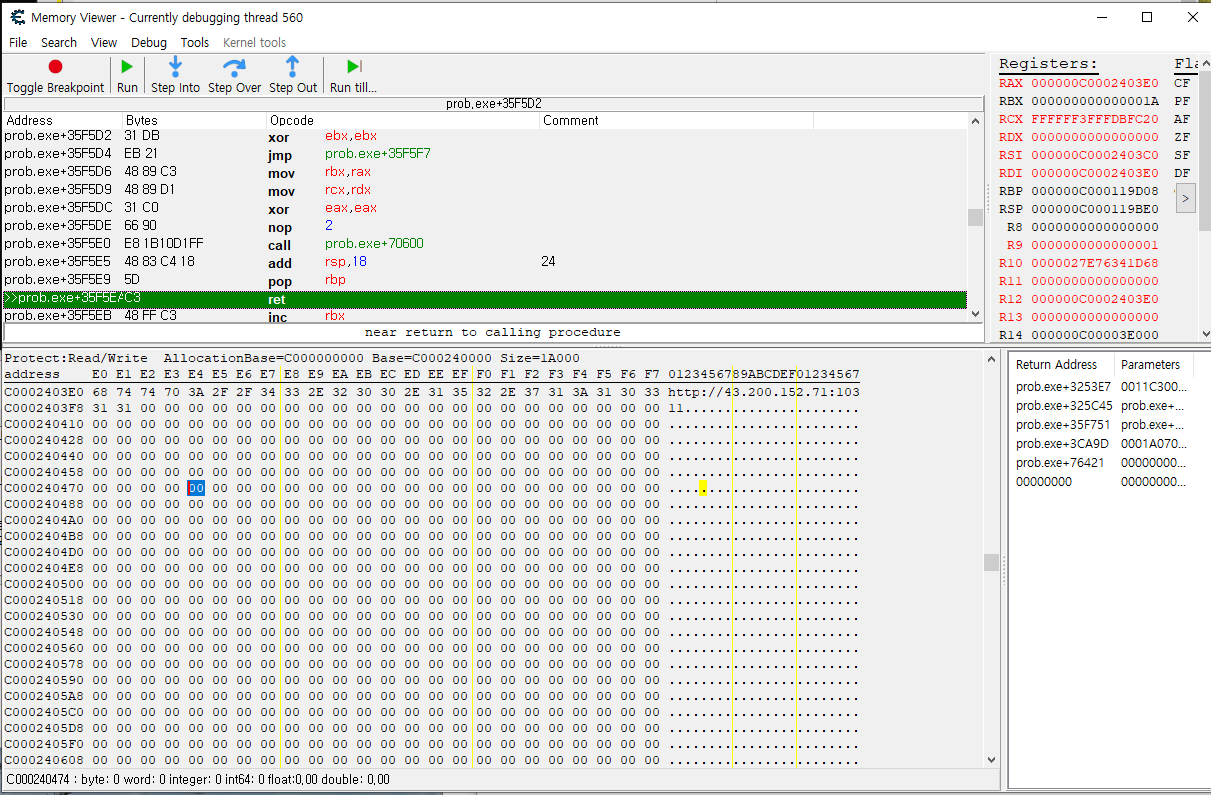 Memory Viewer - Currently debugging thread 560
File Search View Debug Tools Kernel tools
Toggle Breakpoint Run Step Into Step Over Step Out Run till...
prob.exe+35F5D2
Address Bytes Opcode Comment
prob.exe+35F5D2 31 DB xor ebx,ebx
prob.exe+35F5D4 EB 21 jmp prob.exe+35F5F7
prob.exe+35F5D6 48 89 C3 mov rbx,rax
prob.exe+35F5D9 48 89 D1 mov rcx,rdx
prob.exe+35F5DC 31 C0 xor eax,eax
prob.exe+35F5DE 66 90 nop 2
prob.exe+35F5E0 E8 1B10D1FF call prob.exe+70600
prob.exe+35F5E5 48 83 C4 18 add rsp,18 24
prob.exe+35F5E9 5D pop rbp
>>prob.exe+35F5EA C3 ret
prob.exe+35F5EB 48 FF C3 inc rbx
near return to calling procedure
Registers: Fla
RAX 000000C0002403E0 CF
RBX 000000000000001A PF
RCX FFFFFF3FFFDBFC20 AF
RDX 0000000000000000 ZF
RSI 000000C0002403C0 SF
RDI 000000C0002403E0 DF
RBP 000000C000119D08
RSP 000000C000119BE0
>
R8 0000000000000000
R9 0000000000000001
R10 0000027E76341D68
R11 0000000000000000
R12 000000C0002403E0
R13 0000000000000000
R14 000000C00003E000
Protect:Read/Write AllocationBase=C000000000 Base=C000240000 Size=1A000
address E0 E1 E2 E3 E4 E5 E6 E7 E8 E9 EA EB EC ED EE EF F0 F1 F2 F3 F4 F5 F6 F7 0123456789ABCDEF01234567
C0002403E0 68 74 74 70 3A 2F 2F 34 33 2E 32 30 30 2E 31 35 32 2E 37 31 3A 31 30 33 http://43.200.152.71:103
C0002403F8 31 31 00 00 00 00 00 00 00 00 00 00 00 00 00 00 00 00 00 00 00 00 00 00 11......................
C000240410 00 00 00 00 00 00 00 00 00 00 00 00 00 00 00 00 00 00 00 00 00 00 00 00 ........................
C000240428 00 00 00 00 00 00 00 00 00 00 00 00 00 00 00 00 00 00 00 00 00 00 00 00 ........................
C000240440 00 00 00 00 00 00 00 00 00 00 00 00 00 00 00 00 00 00 00 00 00 00 00 00 ........................
C000240458 00 00 00 00 00 00 00 00 00 00 00 00 00 00 00 00 00 00 00 00 00 00 00 00 ........................
C000240470 00 00 00 00 00 00 00 00 00 00 00 00 00 00 00 00 00 00 00 00 00 00 00 00 ........................
C000240488 00 00 00 00 00 00 00 00 00 00 00 00 00 00 00 00 00 00 00 00 00 00 00 00 ........................
C0002404A0 00 00 00 00 00 00 00 00 00 00 00 00 00 00 00 00 00 00 00 00 00 00 00 00 ........................
C0002404B8 00 00 00 00 00 00 00 00 00 00 00 00 00 00 00 00 00 00 00 00 00 00 00 00 ........................
C0002404D0 00 00 00 00 00 00 00 00 00 00 00 00 00 00 00 00 00 00 00 00 00 00 00 00 ........................
C0002404E8 00 00 00 00 00 00 00 00 00 00 00 00 00 00 00 00 00 00 00 00 00 00 00 00 ........................
C000240500 00 00 00 00 00 00 00 00 00 00 00 00 00 00 00 00 00 00 00 00 00 00 00 00 ........................
C000240518 00 00 00 00 00 00 00 00 00 00 00 00 00 00 00 00 00 00 00 00 00 00 00 00 ........................
C000240530 00 00 00 00 00 00 00 00 00 00 00 00 00 00 00 00 00 00 00 00 00 00 00 00 ........................
C000240548 00 00 00 00 00 00 00 00 00 00 00 00 00 00 00 00 00 00 00 00 00 00 00 00 ........................
C000240560 00 00 00 00 00 00 00 00 00 00 00 00 00 00 00 00 00 00 00 00 00 00 00 00 ........................
C000240578 00 00 00 00 00 00 00 00 00 00 00 00 00 00 00 00 00 00 00 00 00 00 00 00 ........................
C000240590 00 00 00 00 00 00 00 00 00 00 00 00 00 00 00 00 00 00 00 00 00 00 00 00 ........................
C0002405A8 00 00 00 00 00 00 00 00 00 00 00 00 00 00 00 00 00 00 00 00 00 00 00 00 ........................
C0002405C0 00 00 00 00 00 00 00 00 00 00 00 00 00 00 00 00 00 00 00 00 00 00 00 00 ........................
C0002405D8 00 00 00 00 00 00 00 00 00 00 00 00 00 00 00 00 00 00 00 00 00 00 00 00 ........................
C0002405F0 00 00 00 00 00 00 00 00 00 00 00 00 00 00 00 00 00 00 00 00 00 00 00 00 ........................
C000240608 00 00 00 00 00 00 00 00 00 00 00 00 00 00 00 00 00 00 00 00 00 00 00 00 ........................
C000240474 : byte: 0 word: 0 integer: 0 int64: 0 float:0,00 double: 0,00
Return Address Parameters
prob.exe+3253E7 0011C300...
prob.exe+325C45 prob.exe+...
prob.exe+35F751 prob.exe+...
prob.exe+3CA9D 0001A070...
prob.exe+76421 00000000...
00000000 00000000...